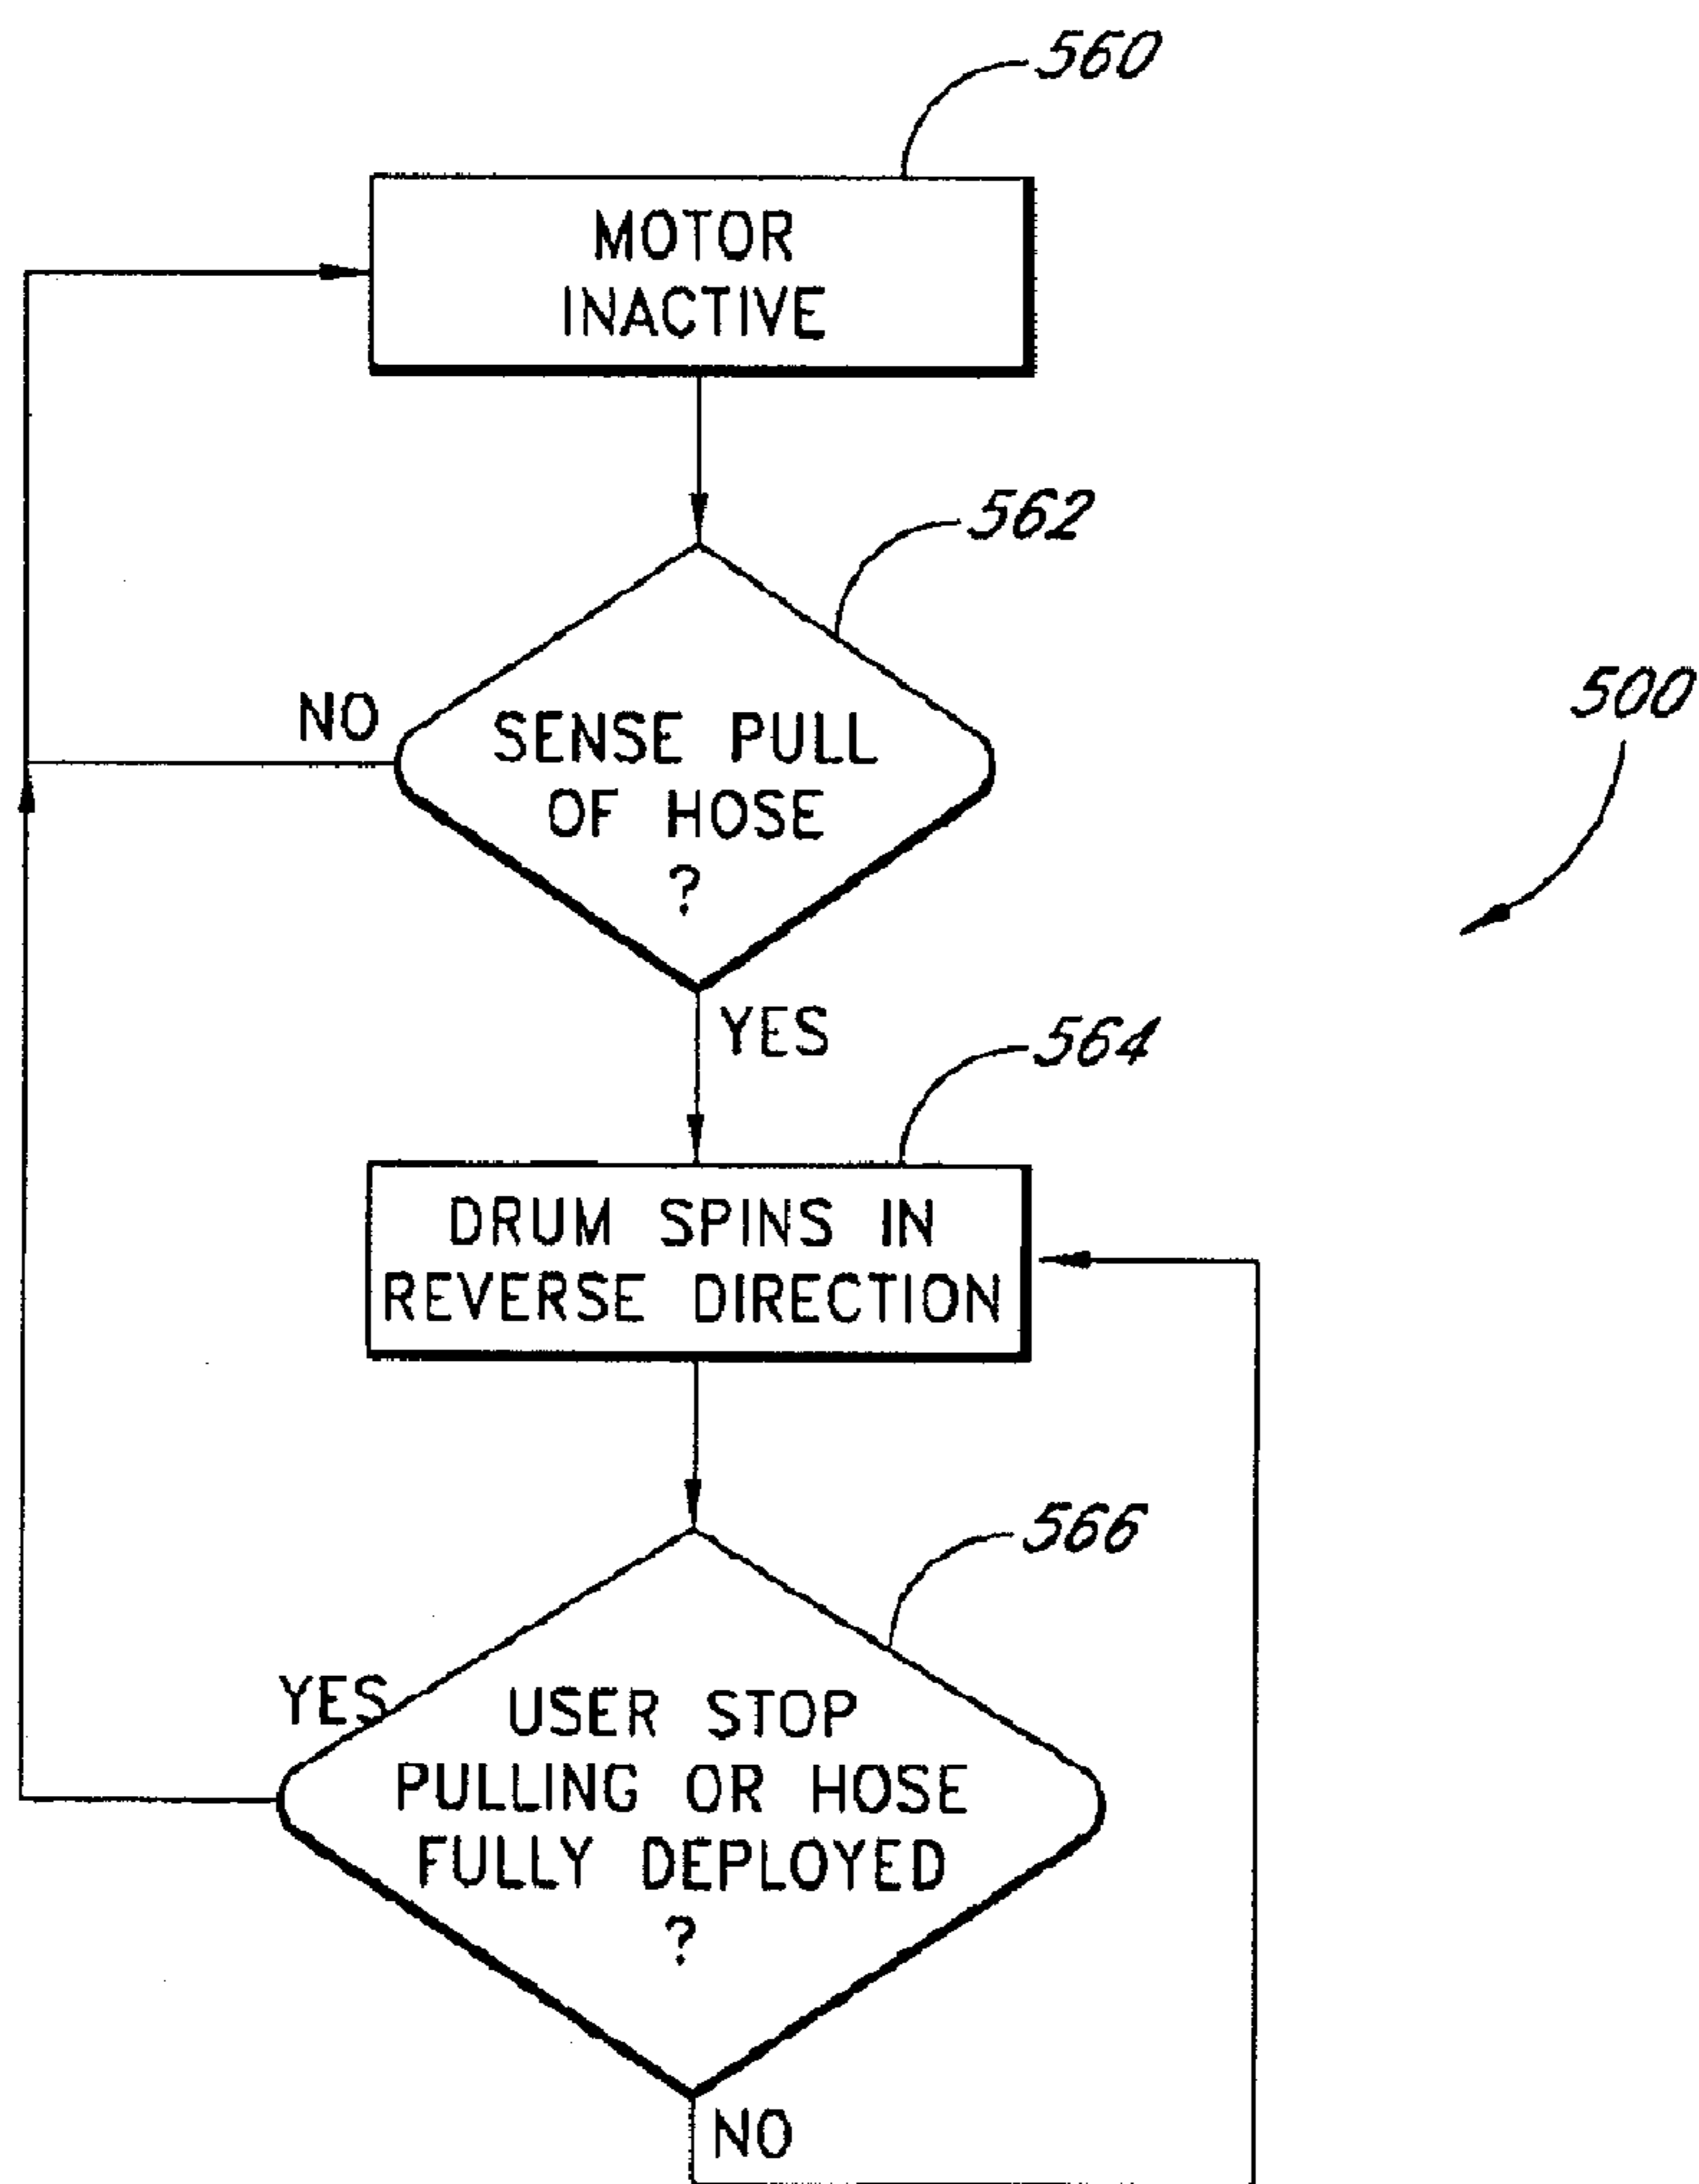 560
MOTOR
INACTIVE
562
NO
SENSE PULL
OF HOSE
?
500
YES
564
DRUM SPINS IN
REVERSE DIRECTION
566
YES
USER STOP
PULLING OR HOSE
FULLY DEPLOYED
?
NO